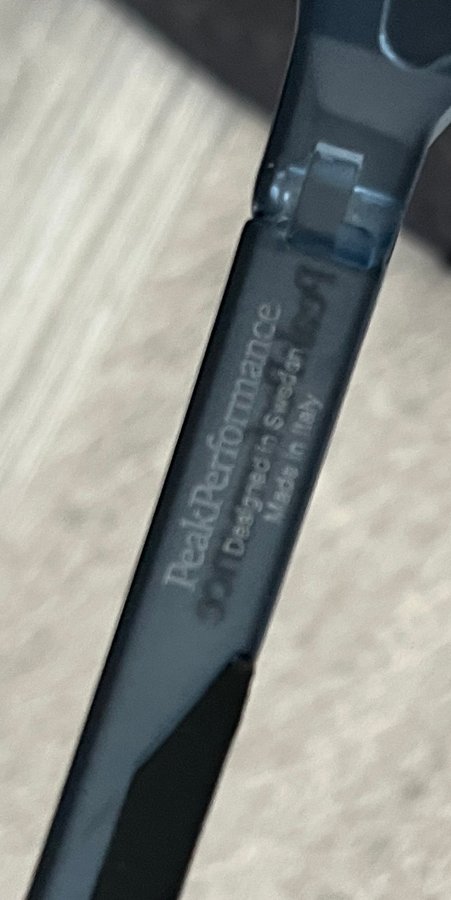 PeakPerformance
Designed in Sweden
Made in Italy